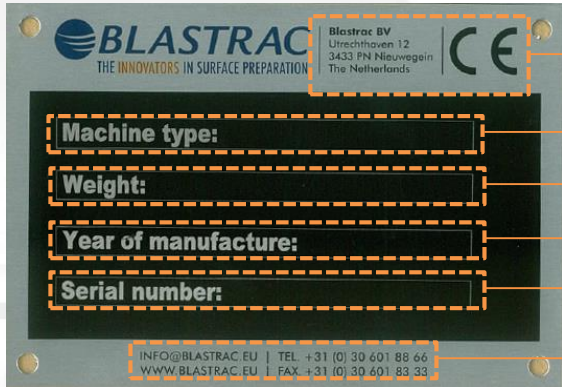 BLASTRAC
THE INNOVATORS IN SURFACE PREPARATION
Blastrac BV
Utrechthaven 12
3433 PN Nieuwegein
The Netherlands
CE
Machine type:
Weight:
Year of manufacture:
Serial number:
INFO@BLASTRAC.EU | TEL. +31 (0) 30 601 88 66
WWW.BLASTRAC.EU | FAX +31 (0) 30 601 83 33